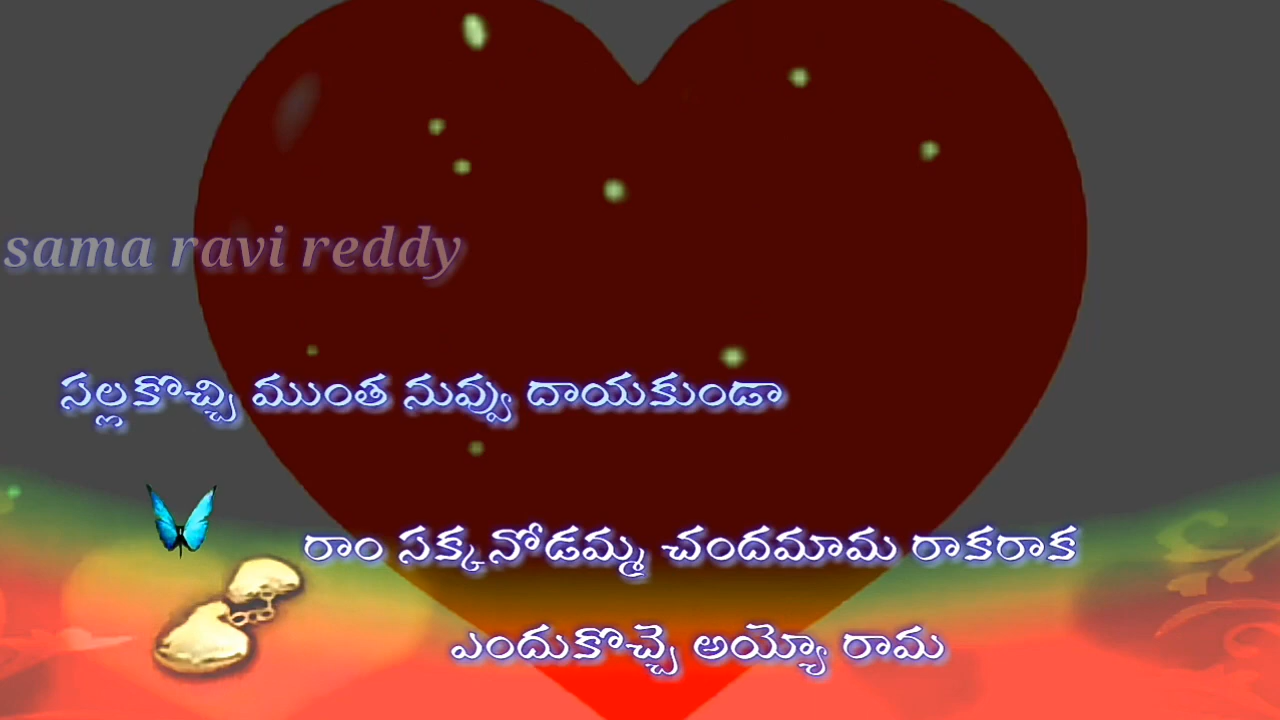 sama ravi reddy
సల్లకొచ్చి ముంత నువ్వు దాయకుండా
రాం సక్కనోడమ్మ చందమామ రాకరాక
ఎందుకొచ్చె అయ్యో రామ